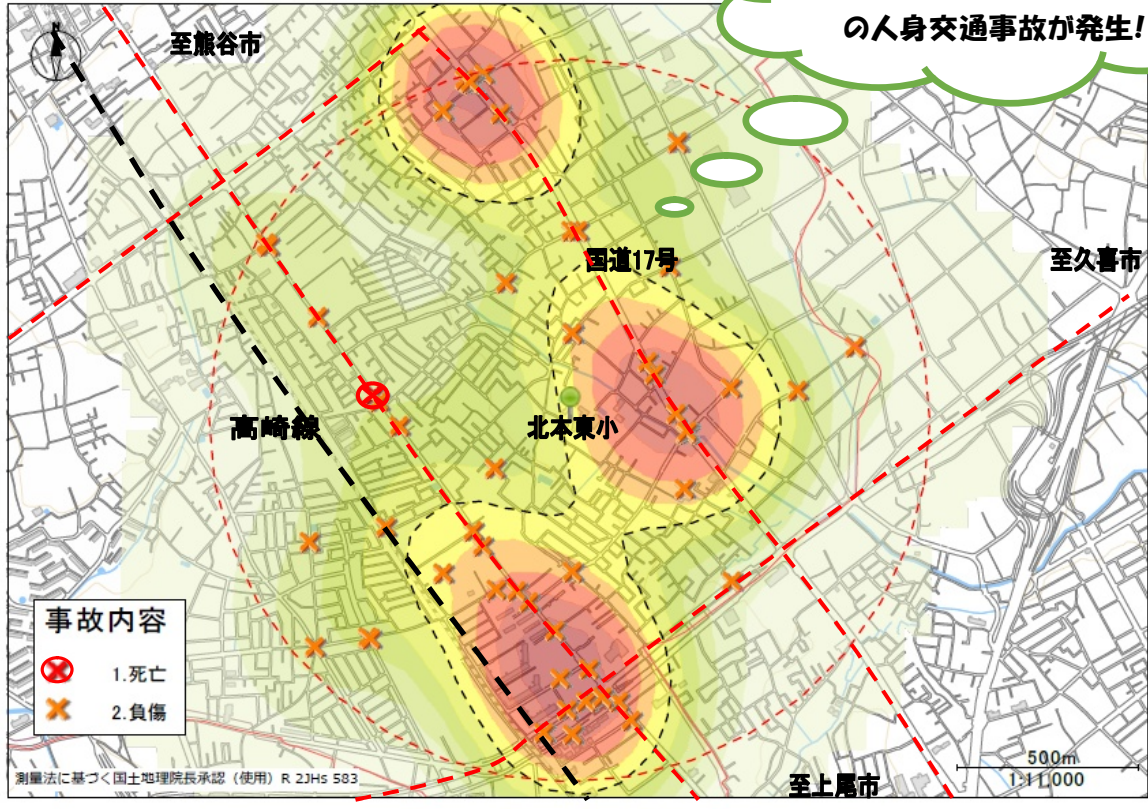 の人身交通事故が発生!
N
至熊谷市
国道17号
至久喜市
高崎線
北本東小
事故内容
1.死亡
2.負傷
測量法に基づく国土地理院長承認（使用）R 2JHs 583
500m
1:11,000
至上尾市